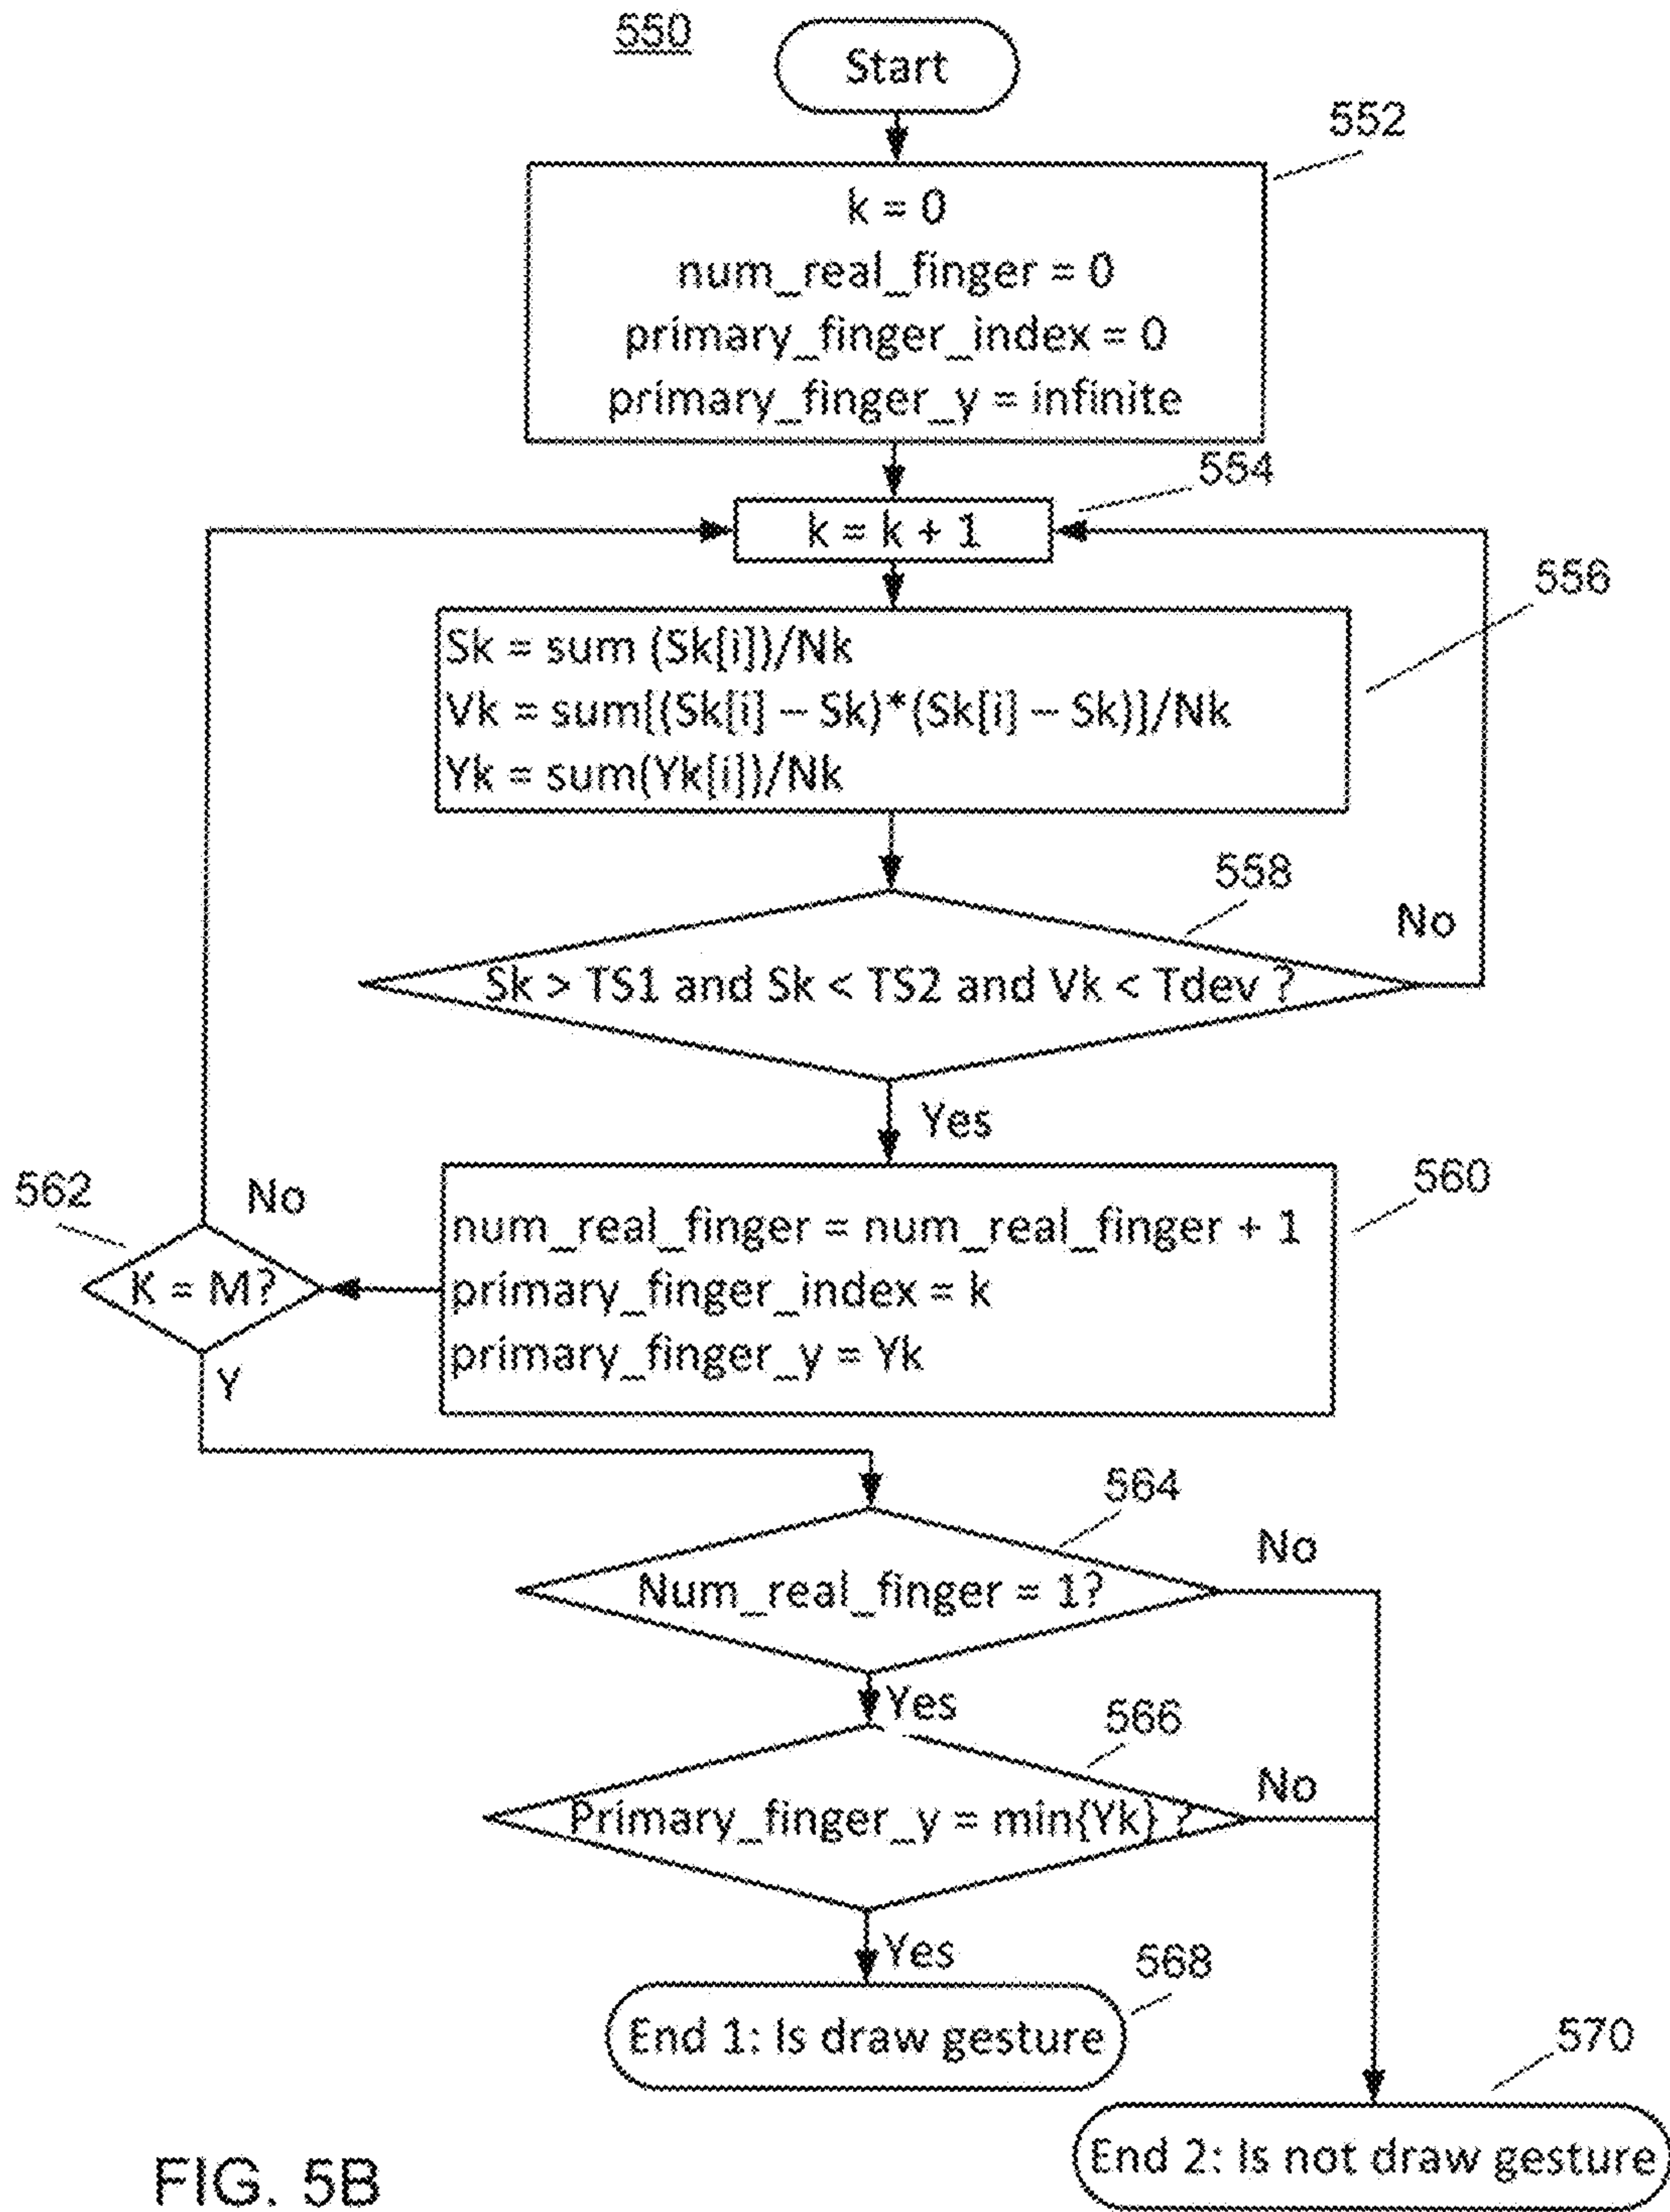 550
Start
552
k = 0
num_real_finger = 0
primary_finger_index = 0
primary_finger_y = infinite
554
k = k + 1
556
Sk = sum (Sk[i])/Nk
Vk = sum[(Sk[i] – Sk)*(Sk[i] – Sk)]/Nk
Yk = sum(Yk[i])/Nk
558
No
Sk > TS1 and Sk < TS2 and Vk < Tdev ?
Yes
560
562
No
num_real_finger = num_real_finger + 1
K = M?
primary_finger_index = k
primary_finger_y = Yk
Y
564
No
Num_real_finger = 1?
Yes
566
No
Primary_finger_y = min{Yk} ?
Yes
568
End 1: Is draw gesture
570
End 2: Is not draw gesture
FIG. 5B